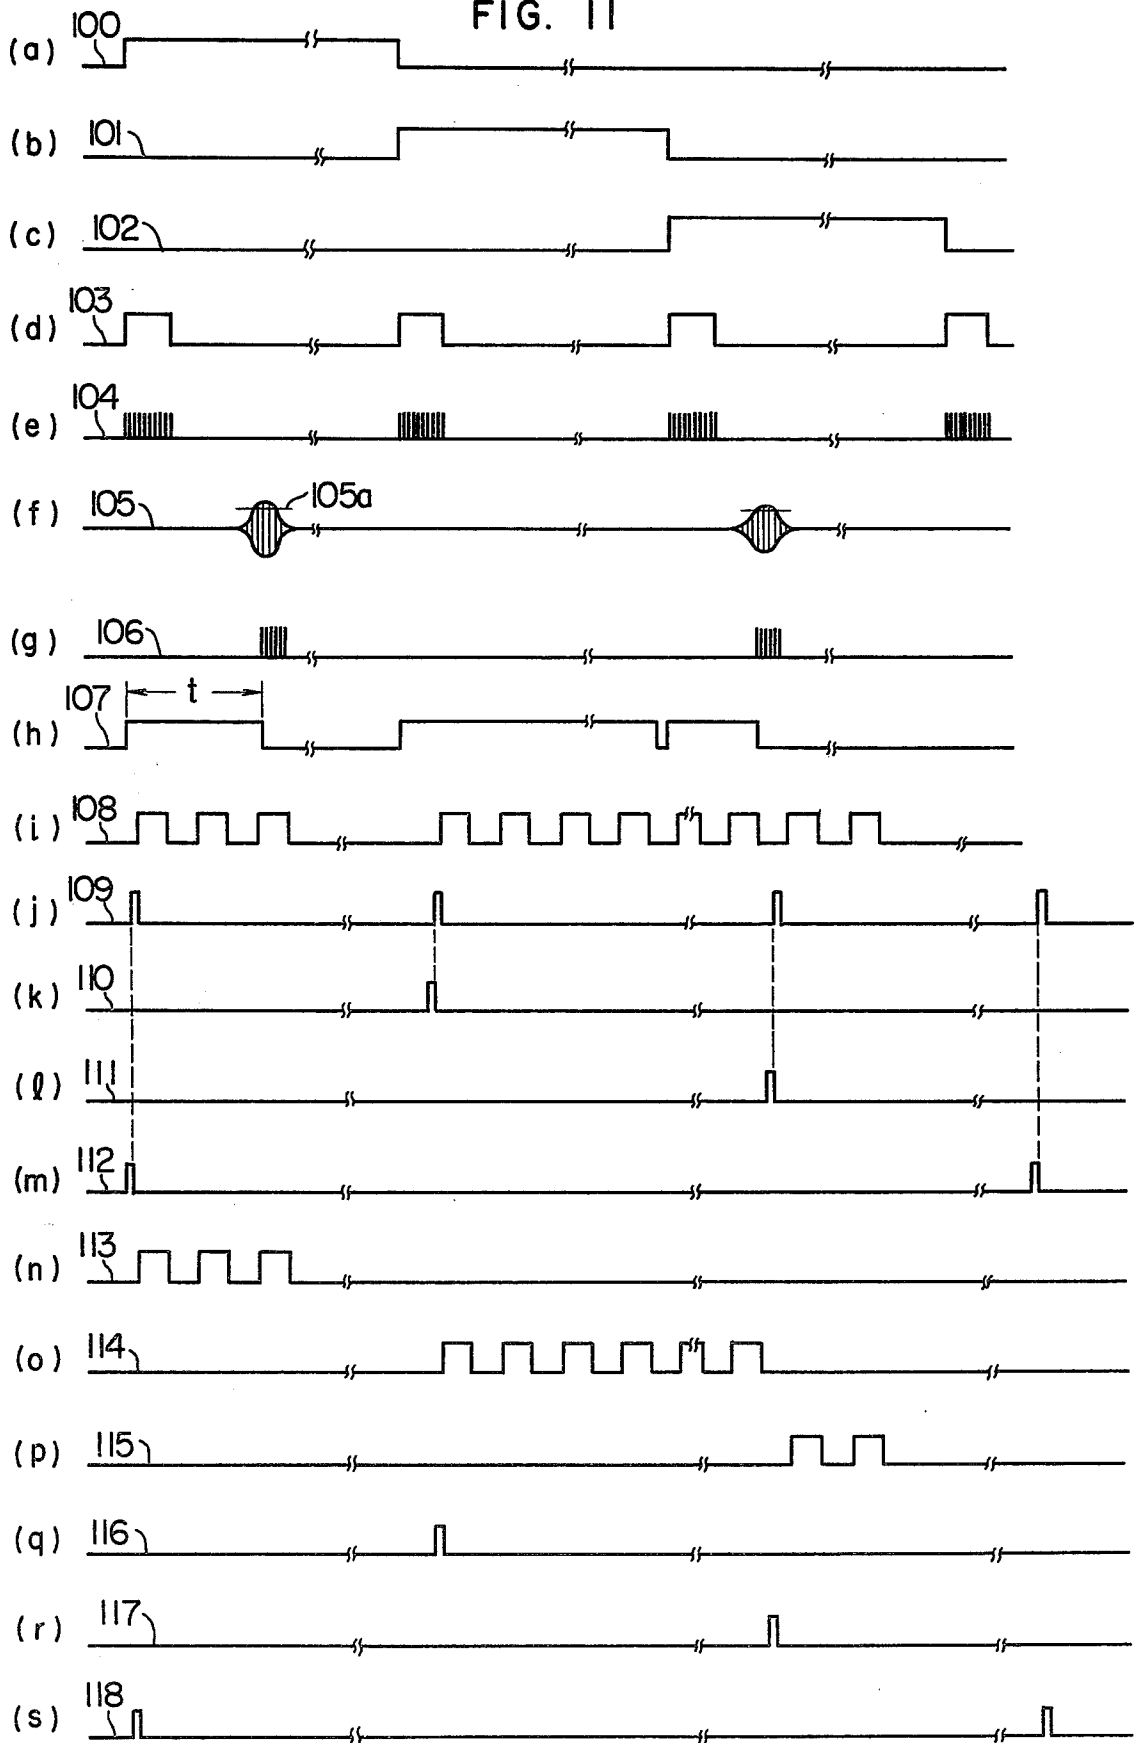 FIG. 11
(a) 100
(b) 101
(c) 102
(d) 103
(e) 104
(f) 105 105a
(g) 106
(h) 107 t
(i) 108
(j) 109
(k) 110
(ℓ) 111
(m) 112
(n) 113
(o) 114
(p) 115
(q) 116
(r) 117
(s) 118